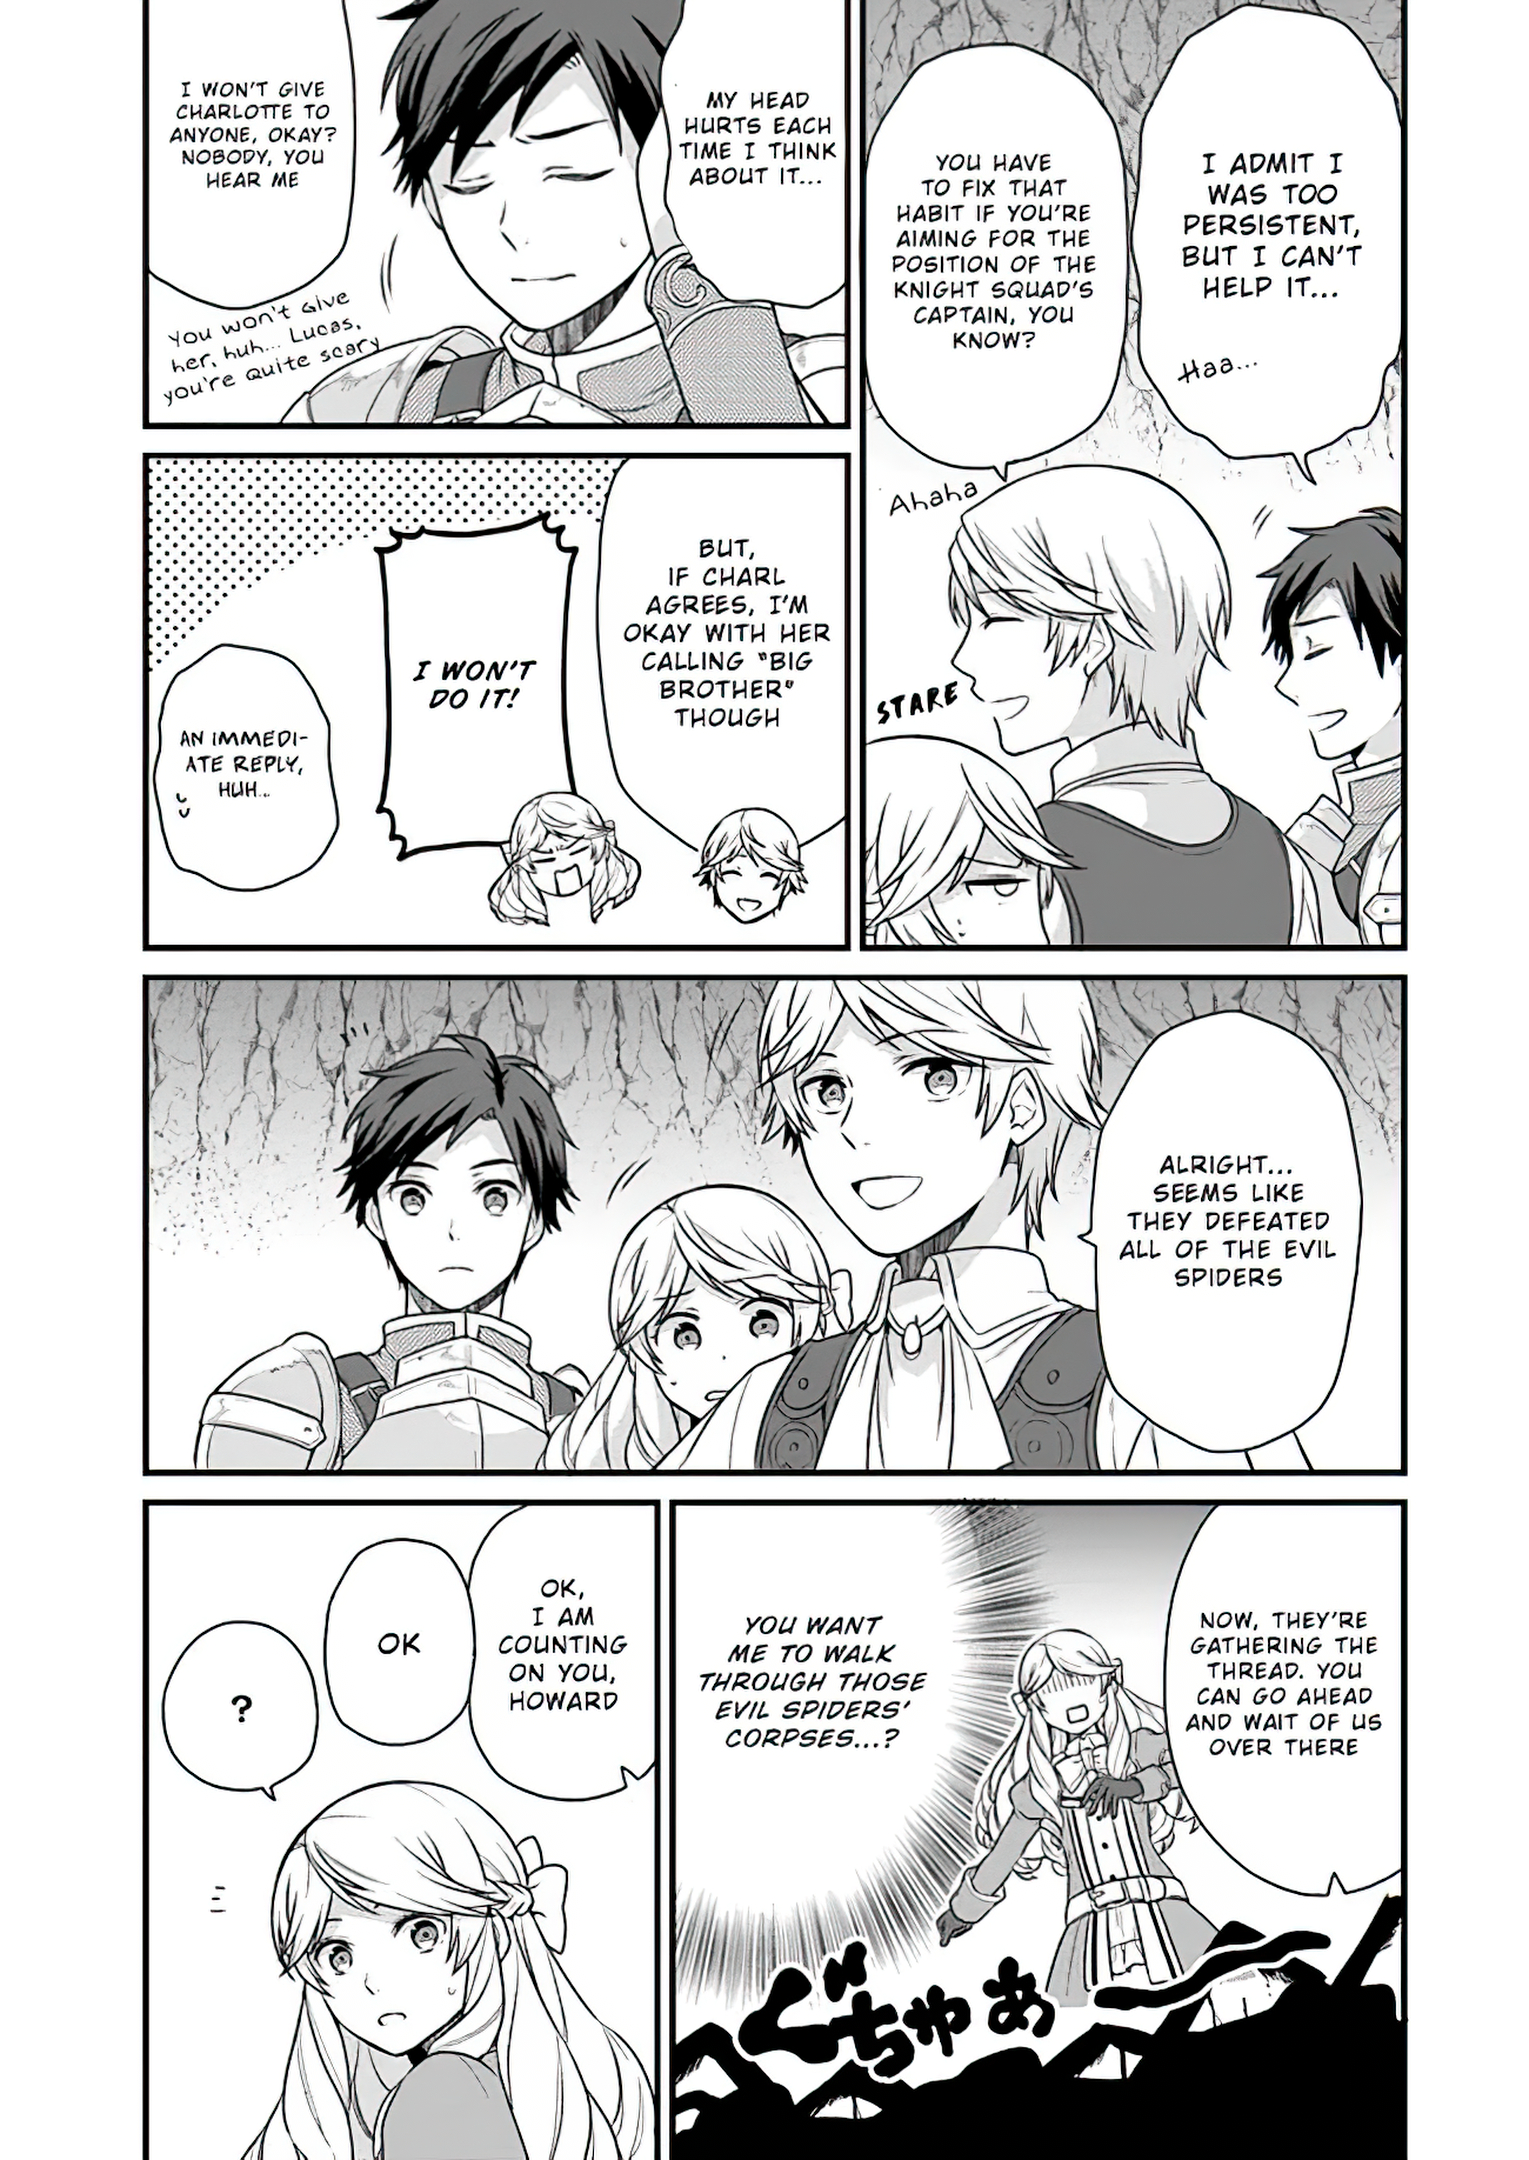 I ADMIT I
WAS TOO
PERSISTENT,
BUT I CAN'T
HELP IT...
Haa...
YOU HAVE
TO FIX THAT
HABIT IF YOU'RE
AIMING FOR THE
POSITION OF THE
KNIGHT SQUAD'S
CAPTAIN, YOU
KNOW?
Ahaha
STARE
MY HEAD
HURTS EACH
TIME I THINK
ABOUT IT...
I WON'T GIVE
CHARLOTTE TO
ANYONE, OKAY?
NOBODY, YOU
HEAR ME
You won't give
her, huh... Lucas,
you're quite scary
BUT,
IF CHARL
AGREES, I'M
OKAY WITH HER
CALLING "BIG
BROTHER"
THOUGH
I WON'T
DO IT!
AN IMMEDI-
ATE REPLY,
HUH...
ALRIGHT...
SEEMS LIKE
THEY DEFEATED
ALL OF THE EVIL
SPIDERS
NOW, THEY'RE
GATHERING THE
THREAD. YOU
CAN GO AHEAD
AND WAIT OF US
OVER THERE
YOU WANT
ME TO WALK
THROUGH THOSE
EVIL SPIDERS'
CORPSES...?
ぐちゃぁ
OK,
I AM
COUNTING
ON YOU,
HOWARD
OK
?